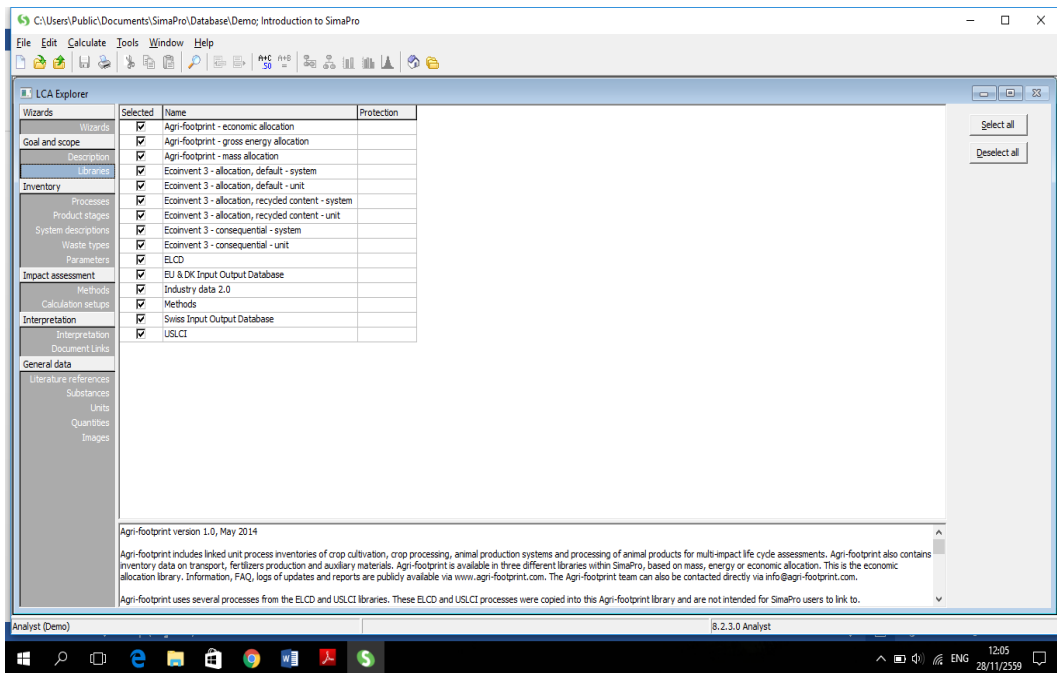 C:\Users\Public\Documents\SimaPro\Database\Demo; Introduction to SimaPro
File Edit Calculate Tools Window Help
A+C .50 A+B =
LCA Explorer
Wizards
Wizards
Goal and scope
Description
Libraries
Inventory
Processes
Product stages
System descriptions
Waste types
Parameters
Impact assessment
Methods
Calculation setups
Interpretation
Interpretation
Document Links
General data
Literature references
Substances
Units
Quantities
Images
Selected Name Protection
Agri-footprint - economic allocation
Agri-footprint - gross energy allocation
Agri-footprint - mass allocation
Ecoinvent 3 - allocation, default - system
Ecoinvent 3 - allocation, default - unit
Ecoinvent 3 - allocation, recycled content - system
Ecoinvent 3 - allocation, recycled content - unit
Ecoinvent 3 - consequential - system
Ecoinvent 3 - consequential - unit
ELCD
EU & DK Input Output Database
Industry data 2.0
Methods
Swiss Input Output Database
USLCI
Select all
Deselect all
Agri-footprint version 1.0, May 2014
Agri-footprint includes linked unit process inventories of crop cultivation, crop processing, animal production systems and processing of animal products for multi-impact life cycle assessments. Agri-footprint also contains
inventory data on transport, fertilizers production and auxiliary materials. Agri-footprint is available in three different libraries within SimaPro, based on mass, energy or economic allocation. This is the economic
allocation library. Information, FAQ, logs of updates and reports are publicly available via www.agri-footprint.com. The Agri-footprint team can also be contacted directly via info@agri-footprint.com.
Agri-footprint uses several processes from the ELCD and USLCI libraries. These ELCD and USLCI processes were copied into this Agri-footprint library and are not intended for SimaPro users to link to.
Analyst (Demo) 8.2.3.0 Analyst
ENG 12:05
28/11/2559